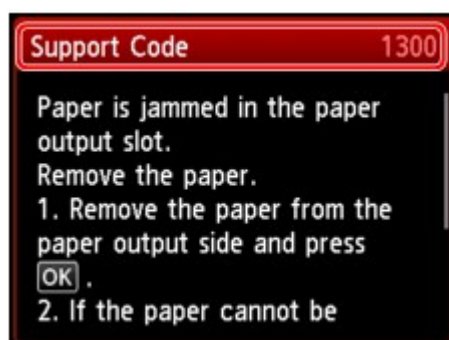 Support Code 1300
Paper is jammed in the paper
output slot.
Remove the paper.
1. Remove the paper from the
paper output side and press
OK .
2. If the paper cannot be